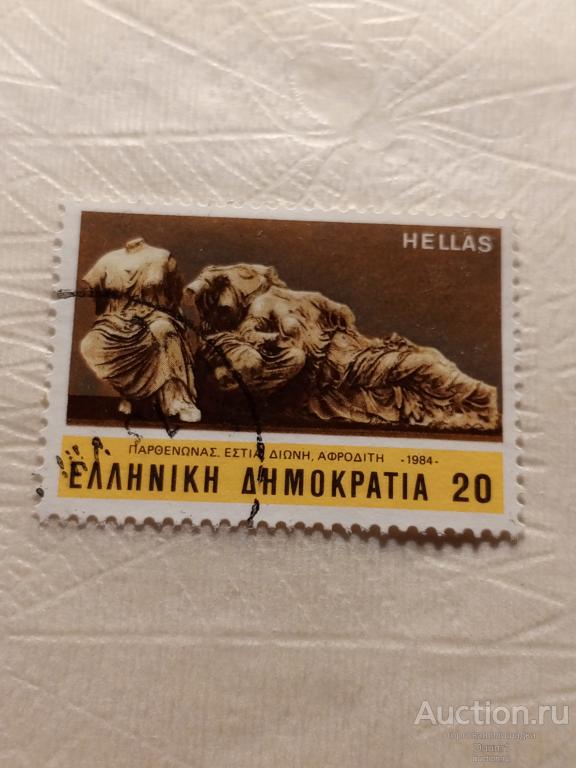 HELLAS
ΠΑΡΘΕΝΩΝΑΣ. ΕΣΤΙΑ ΔΙΩΝΗ, ΑΦΡΟΔΙΤΗ -1984-
ΕΛΛΗΝΙΚΗ ΔΗΜΟΚΡΑΤΙΑ 20
Auction.ru